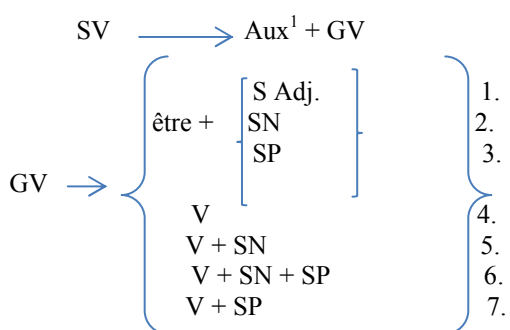 SV → Aux¹ + GV
S Adj. 1.
être + SN 2.
SP 3.
GV →
V 4.
V + SN 5.
V + SN + SP 6.
V + SP 7.